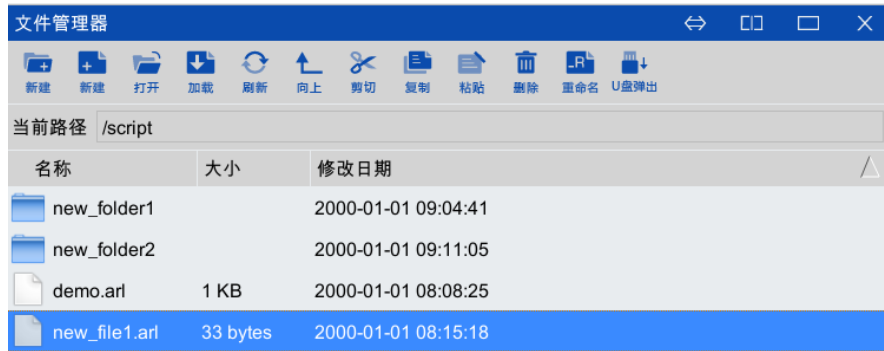 文件管理器
新建 新建 打开 加载 刷新 向上 剪切 复制 粘贴 删除 重命名 U盘弹出
当前路径 /script
名称 大小 修改日期
new_folder1 2000-01-01 09:04:41
new_folder2 2000-01-01 09:11:05
demo.arl 1 KB 2000-01-01 08:08:25
new_file1.arl 33 bytes 2000-01-01 08:15:18